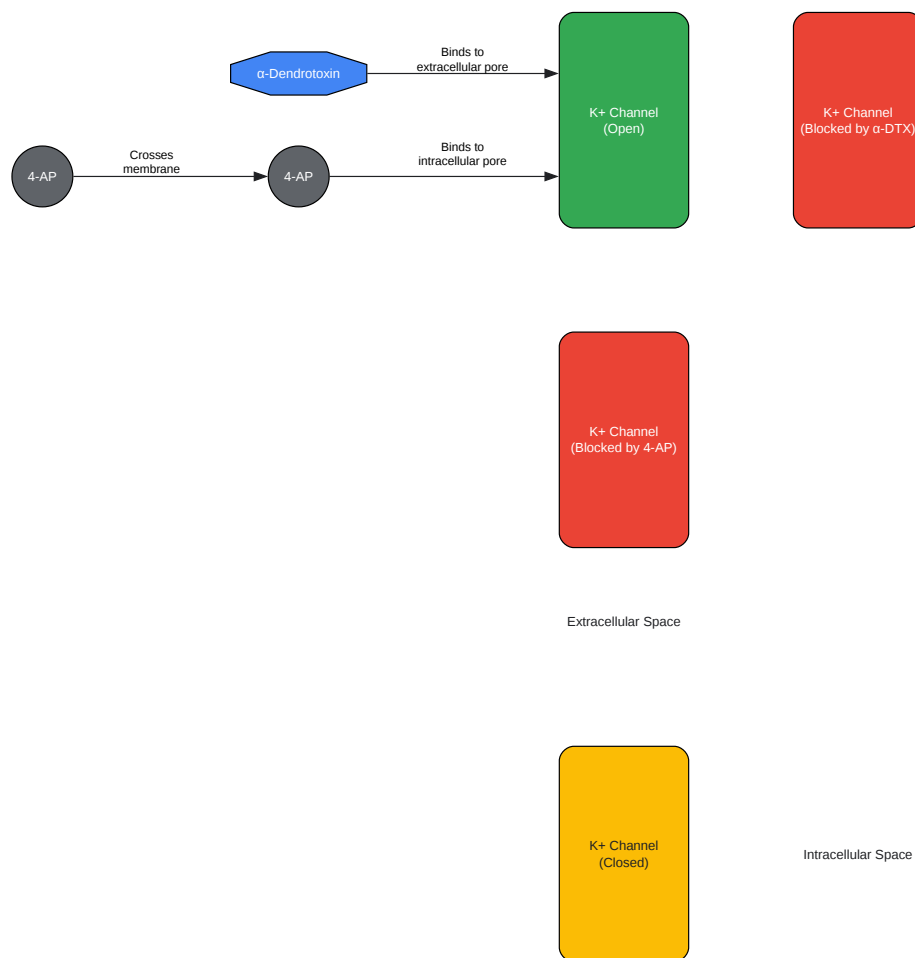 Binds to
extracellular pore
α-Dendrotoxin
K+ Channel
(Open)
K+ Channel
(Blocked by α-DTX)
Crosses
membrane
Binds to
intracellular pore
4-AP
4-AP
K+ Channel
(Blocked by 4-AP)
Extracellular Space
K+ Channel
(Closed)
Intracellular Space